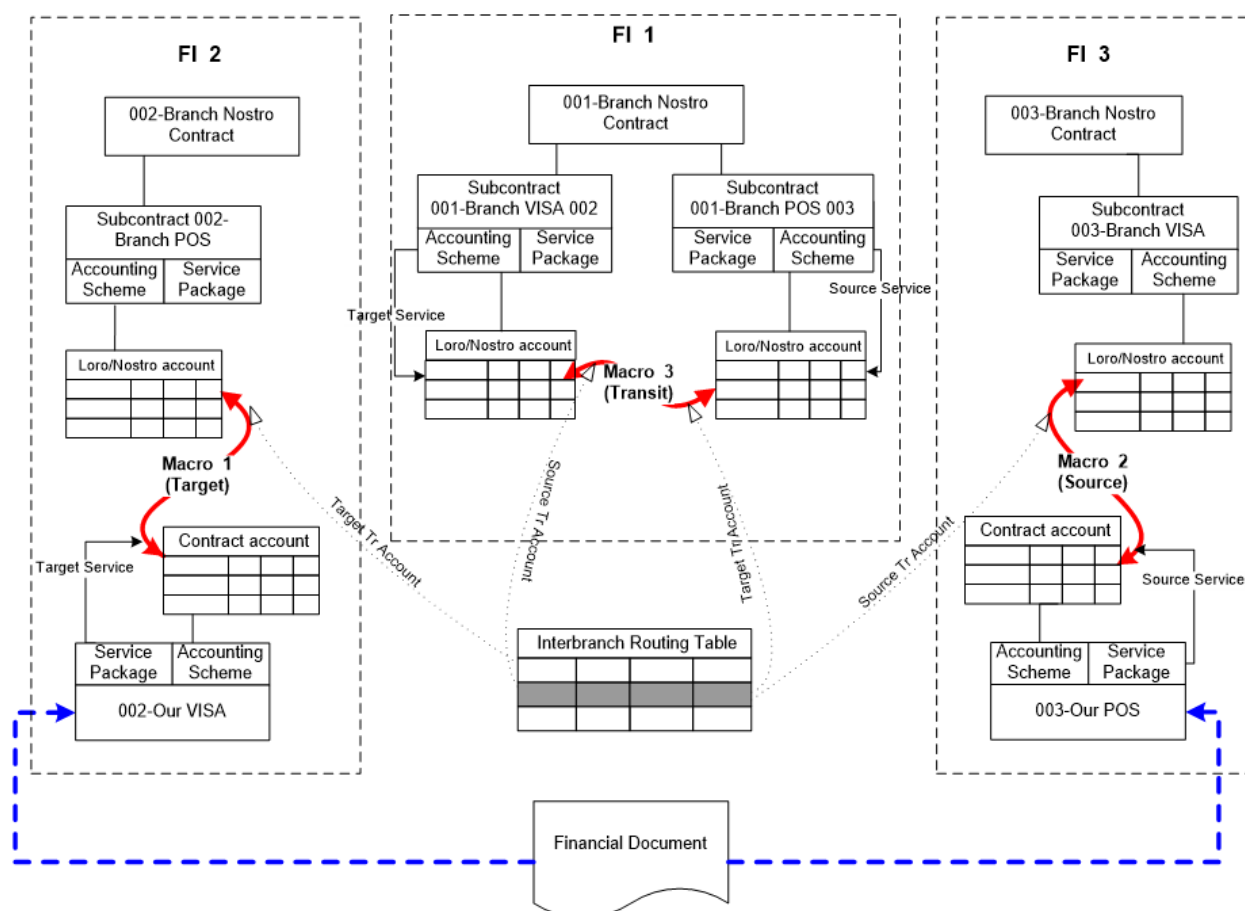 FI 2
002-Branch Nostro
Contract
Subcontract 002-
Branch POS
Accounting
Scheme
Service
Package
Loro/Nostro account
Macro 1
(Target)
Contract account
Target Service
Service
Package
Accounting
Scheme
002-Our VISA
FI 1
001-Branch Nostro
Contract
Subcontract
001-Branch VISA 002
Accounting
Scheme
Service
Package
Target Service
Loro/Nostro account
Subcontract
001-Branch POS 003
Service
Package
Accounting
Scheme
Source Service
Loro/Nostro account
Macro 3
(Transit)
Target Tr Account
Source Tr Account
Target Tr Account
Source Tr Account
Interbranch Routing Table
FI 3
003-Branch Nostro
Contract
Subcontract
003-Branch VISA
Service
Package
Accounting
Scheme
Loro/Nostro account
Macro 2
(Source)
Contract account
Source Service
Accounting
Scheme
Service
Package
003-Our POS
Financial Document